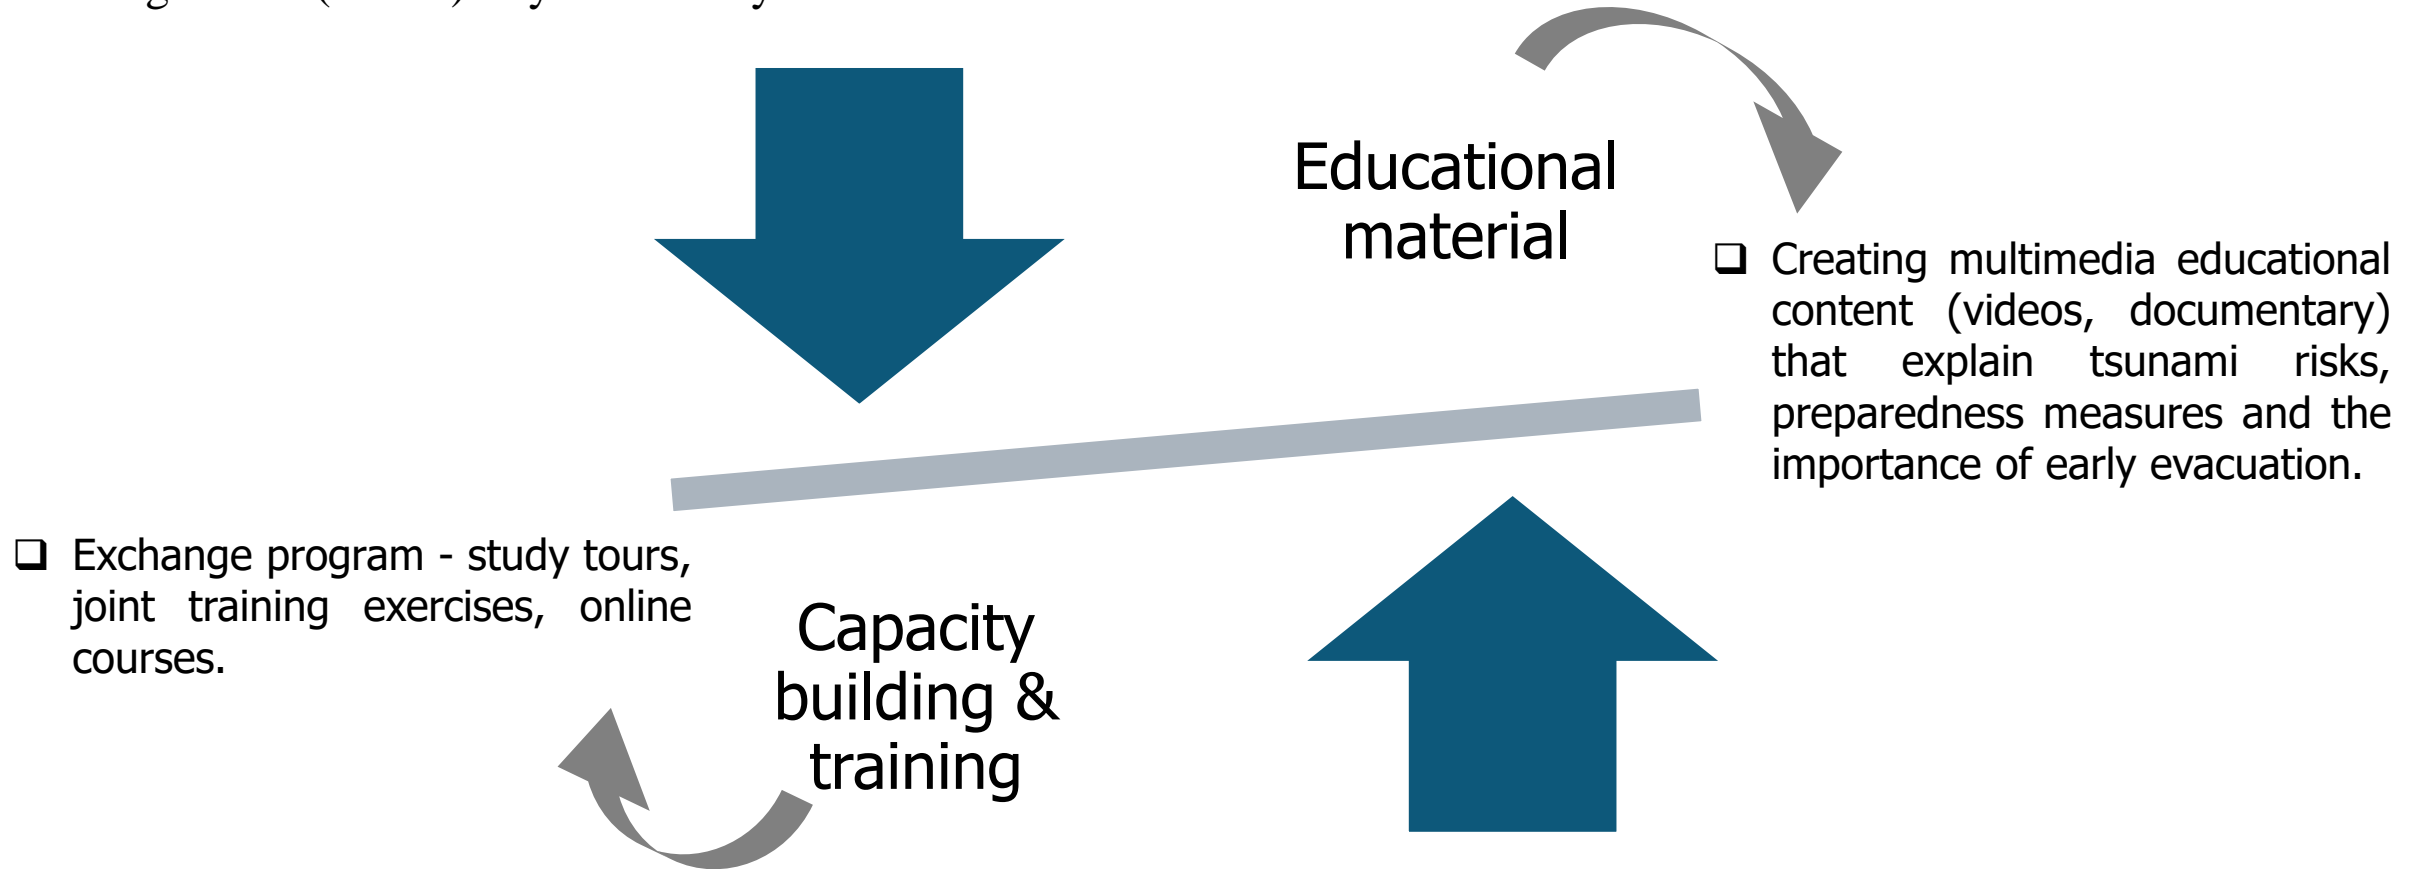 Educational
material
❑ Creating multimedia educational
content (videos, documentary)
that explain tsunami risks,
preparedness measures and the
importance of early evacuation.
❑ Exchange program - study tours,
joint training exercises, online
courses.
Capacity
building &
training